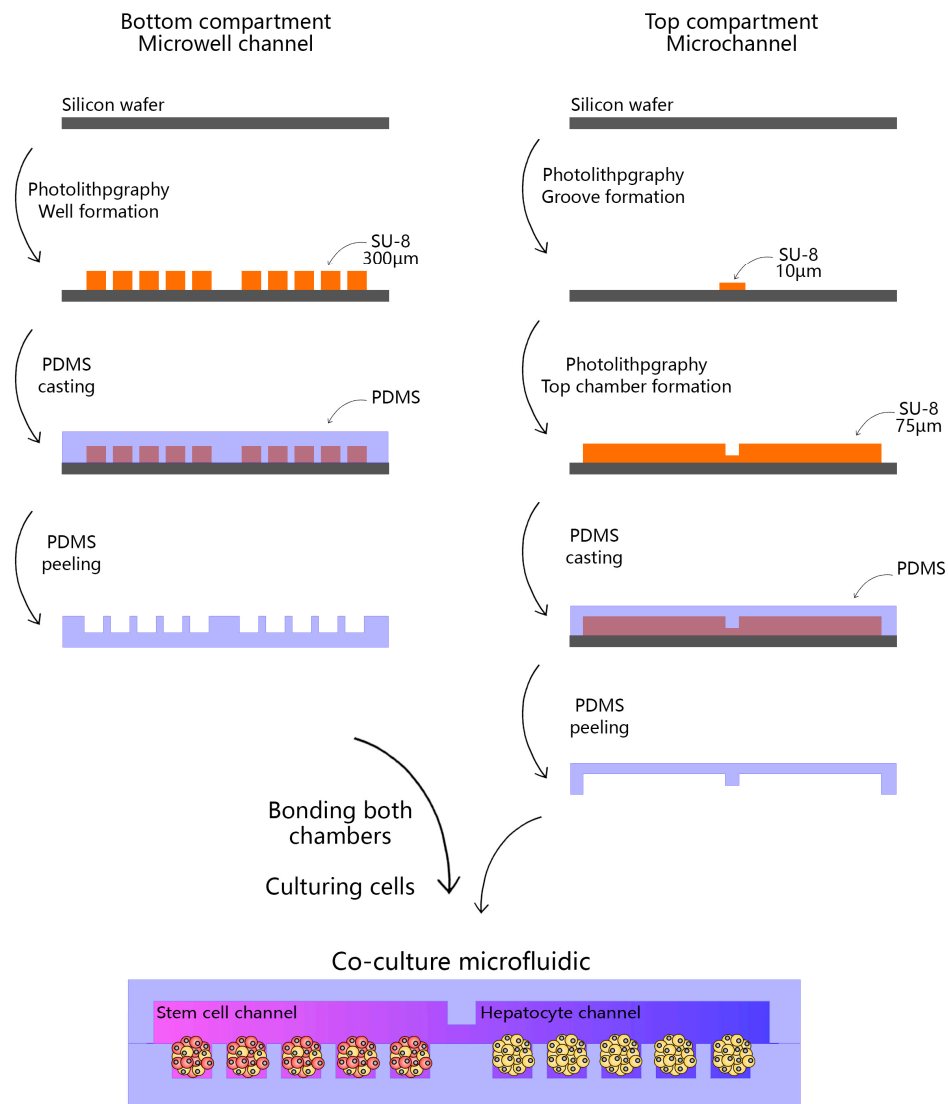 Bottom compartment
Microwell channel
Silicon wafer
Photolithpgraphy
Well formation
SU-8
300μm
PDMS
casting
PDMS
PDMS
peeling
Top compartment
Microchannel
Silicon wafer
Photolithpgraphy
Groove formation
SU-8
10μm
Photolithpgraphy
Top chamber formation
SU-8
75μm
PDMS
casting
PDMS
PDMS
peeling
Bonding both
chambers
Culturing cells
Co-culture microfluidic
Stem cell channel
Hepatocyte channel